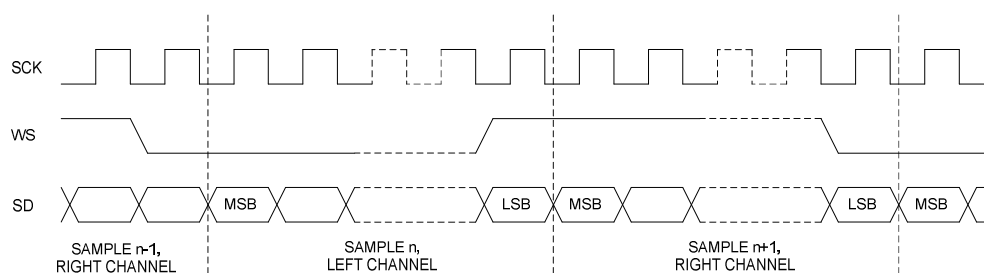 SCK
WS
SD
MSB
LSB
MSB
LSB
MSB
SAMPLE n-1,
RIGHT CHANNEL
SAMPLE n,
LEFT CHANNEL
SAMPLE n+1,
RIGHT CHANNEL